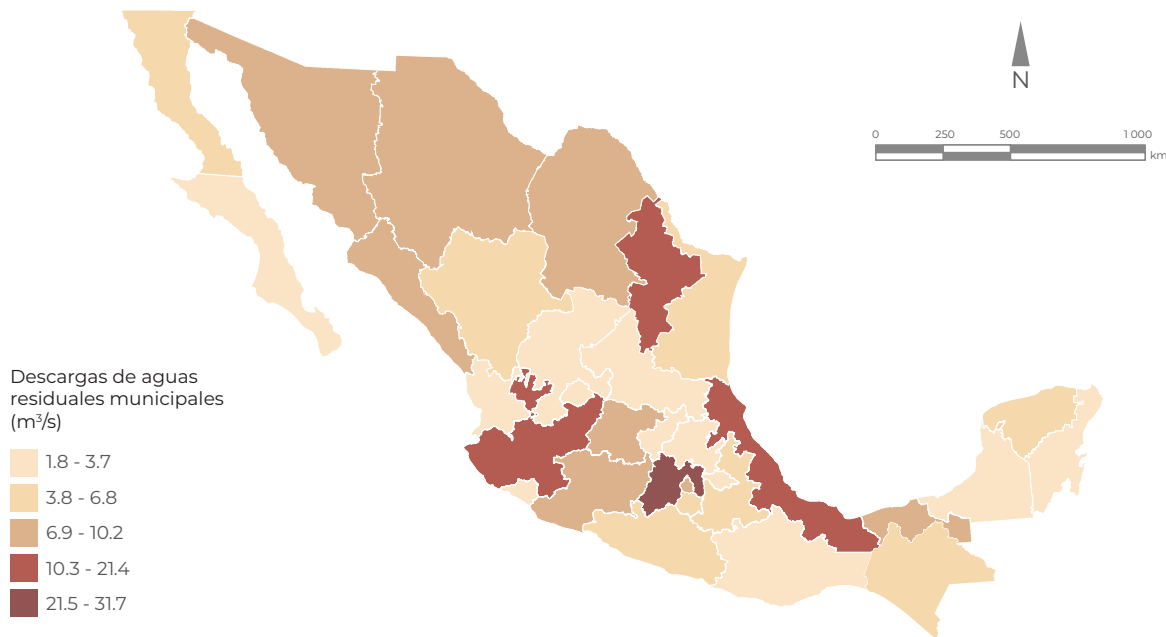 N
0 250 500 1 000
km
Descargas de aguas
residuales municipales
(m³/s)
1.8 - 3.7
3.8 - 6.8
6.9 - 10.2
10.3 - 21.4
21.5 - 31.7